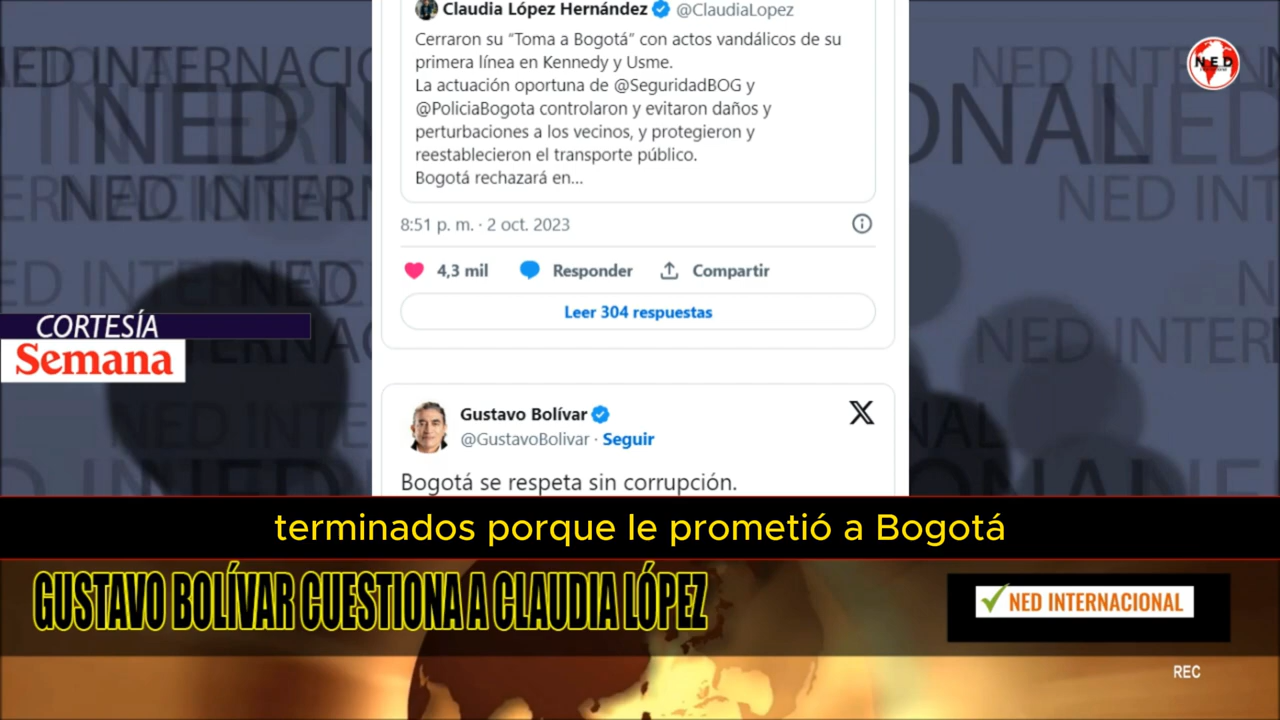 Claudia López Hernández @ClaudiaLopez
Cerraron su “Toma a Bogotá” con actos vandálicos de su
primera línea en Kennedy y Usme.
La actuación oportuna de @SeguridadBOG y
@PoliciaBogota controlaron y evitaron daños y
perturbaciones a los vecinos, y protegieron y
reestablecieron el transporte público.
Bogotá rechazará en...
8:51 p. m. · 2 oct. 2023
4,3 mil Responder Compartir
Leer 304 respuestas
NED
CORTESÍA
Semana
Gustavo Bolívar
@GustavoBolivar · Seguir
Bogotá se respeta sin corrupción.
terminados porque le prometió a Bogotá
GUSTAVO BOLÍVAR CUESTIONA A CLAUDIA LÓPEZ
NED INTERNACIONAL
REC